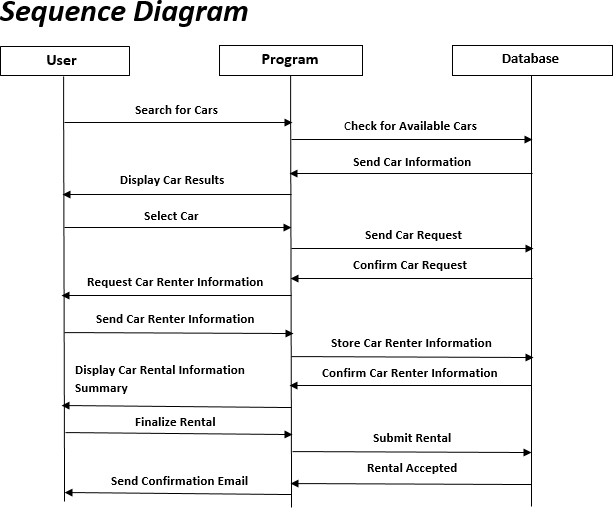 Sequence Diagram
User
Program
Database
Search for Cars
Check for Available Cars
Send Car Information
Display Car Results
Select Car
Send Car Request
Confirm Car Request
Request Car Renter Information
Send Car Renter Information
Store Car Renter Information
Display Car Rental Information
Summary
Confirm Car Renter Information
Finalize Rental
Submit Rental
Rental Accepted
Send Confirmation Email